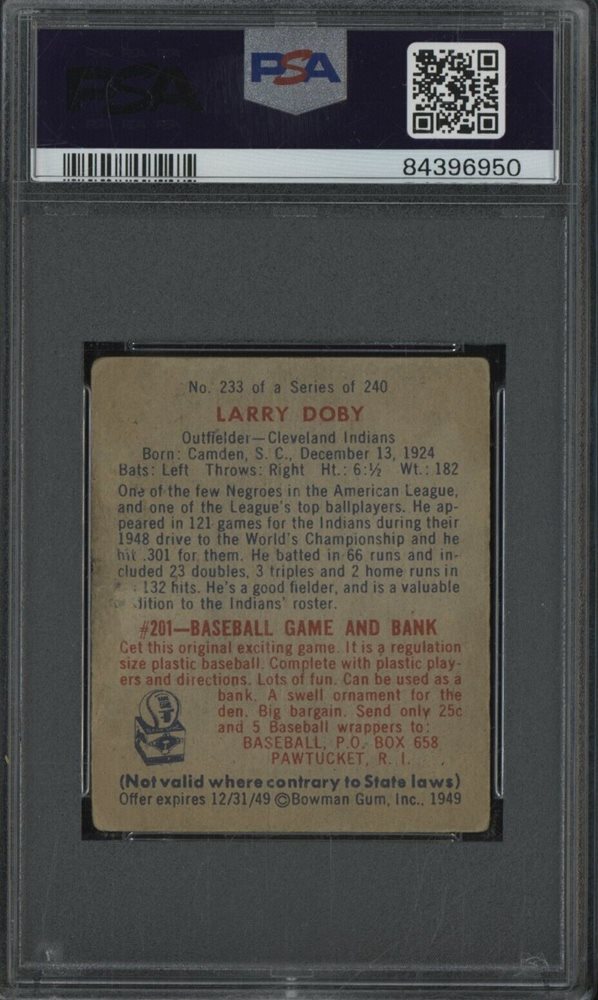 PSA
PSA
84396950
No. 233 of a Series of 240
LARRY DOBY
Outfielder—Cleveland Indians
Born: Camden, S. C., December 13, 1924
Bats: Left Throws: Right Ht.: 6:½ Wt.: 182
One of the few Negroes in the American League,
and one of the League's top ballplayers. He ap-
peared in 121 games for the Indians during their
1948 drive to the World's Championship and he
hit .301 for them. He batted in 66 runs and in-
cluded 23 doubles, 3 triples and 2 home runs in
132 hits. He's a good fielder, and is a valuable
to the Indians' roster.
#201—BASEBALL GAME AND BANK
Get this original exciting game. It is a regulation
size plastic baseball. Complete with plastic play-
ers and directions. Lots of fun. Can be used as a
bank. A swell ornament for the
den. Big bargain. Send only 25c
and 5 Baseball wrappers to:
BASEBALL, P.O. BOX 658
PAWTUCKET, R. I.
(Not valid where contrary to State laws)
Offer expires 12/31/49 ©Bowman Gum, Inc., 1949